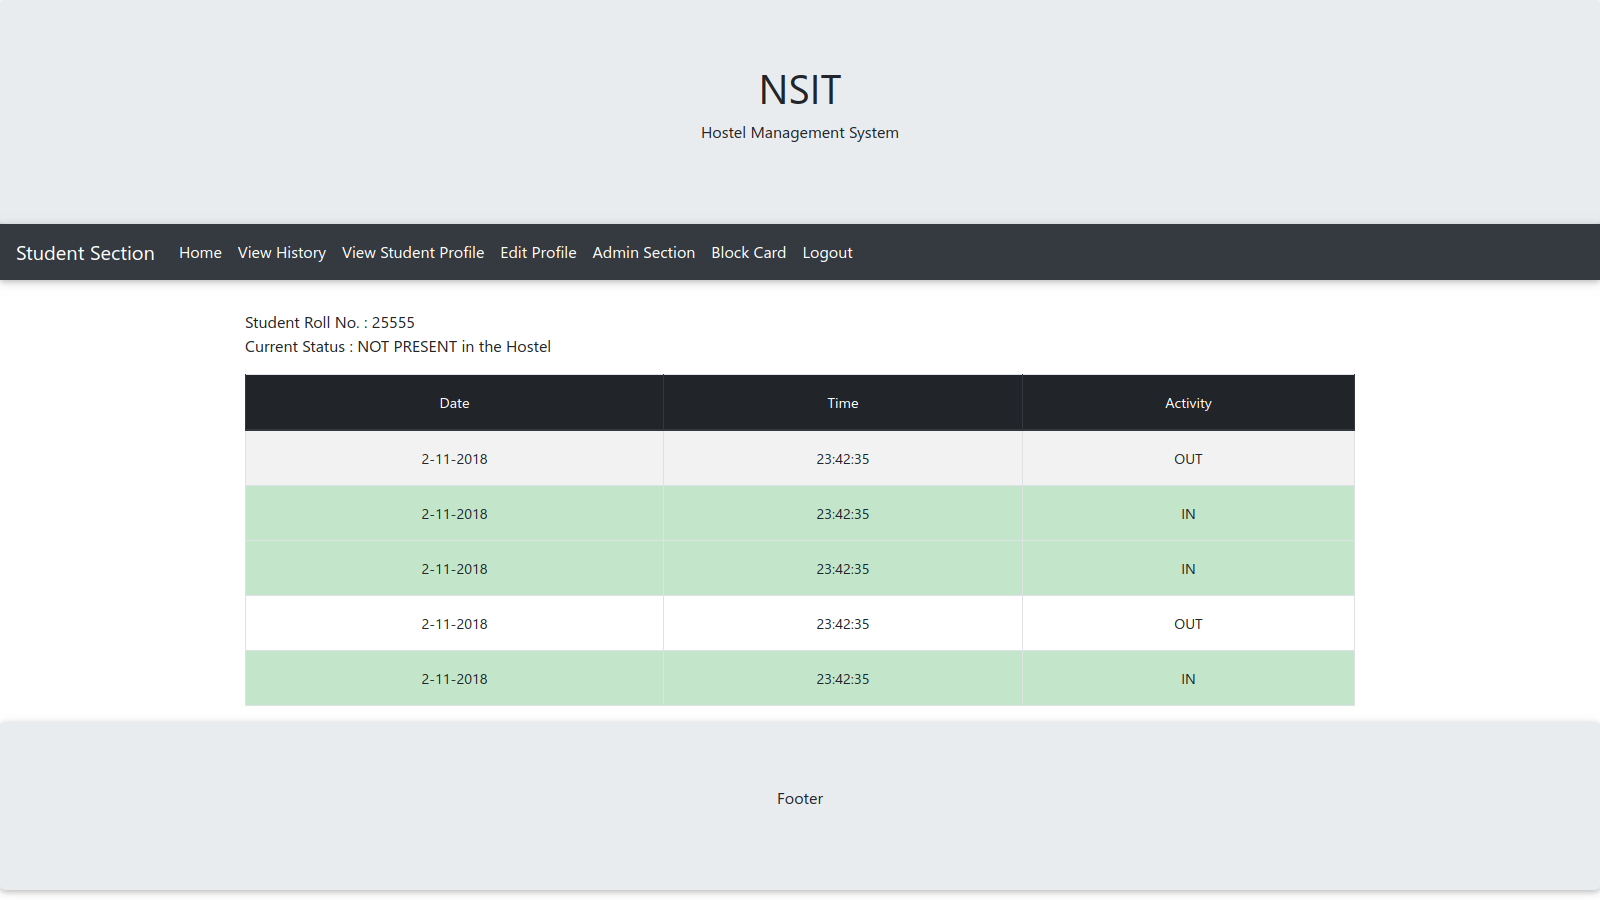 NSIT
Hostel Management System
Student Section Home View History View Student Profile Edit Profile Admin Section Block Card Logout
Student Roll No. : 25555
Current Status : NOT PRESENT in the Hostel
Date Time Activity
2-11-2018 23:42:35 OUT
2-11-2018 23:42:35 IN
2-11-2018 23:42:35 IN
2-11-2018 23:42:35 OUT
2-11-2018 23:42:35 IN
Footer